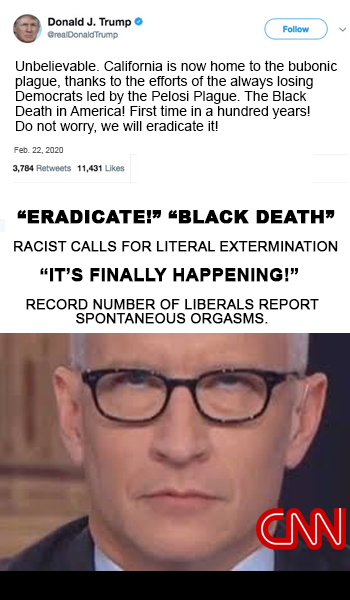 Donald J. Trump
@realDonaldTrump
Follow
Unbelievable. California is now home to the bubonic
plague, thanks to the efforts of the always losing
Democrats led by the Pelosi Plague. The Black
Death in America! First time in a hundred years!
Do not worry, we will eradicate it!
Feb. 22, 2020
3,784 Retweets 11,431 Likes
“ERADICATE!” “BLACK DEATH”
RACIST CALLS FOR LITERAL EXTERMINATION
“IT’S FINALLY HAPPENING!”
RECORD NUMBER OF LIBERALS REPORT
SPONTANEOUS ORGASMS.
CNN